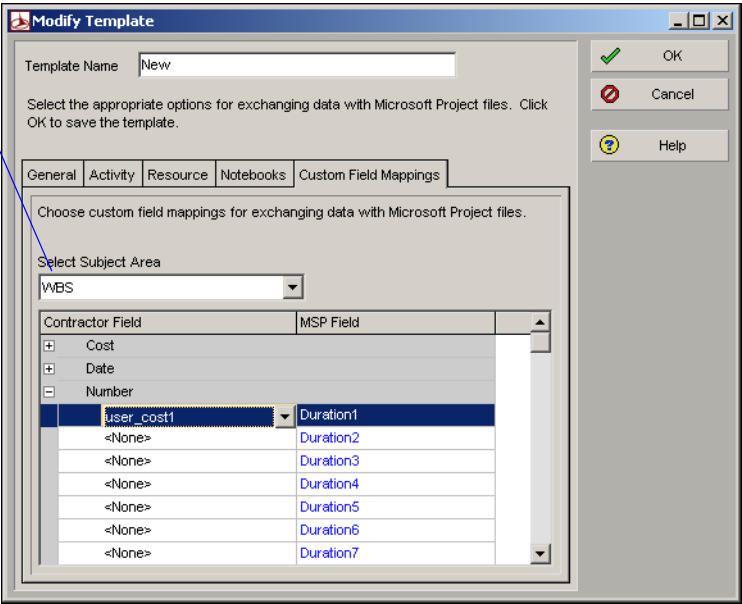 Modify Template
Template Name New
Select the appropriate options for exchanging data with Microsoft Project files. Click
OK to save the template.
OK
Cancel
Help
General Activity Resource Notebooks Custom Field Mappings
Choose custom field mappings for exchanging data with Microsoft Project files.
Select Subject Area
WBS
Contractor Field MSP Field
Cost
Date
Number
user_cost1 Duration1
<None> Duration2
<None> Duration3
<None> Duration4
<None> Duration5
<None> Duration6
<None> Duration7